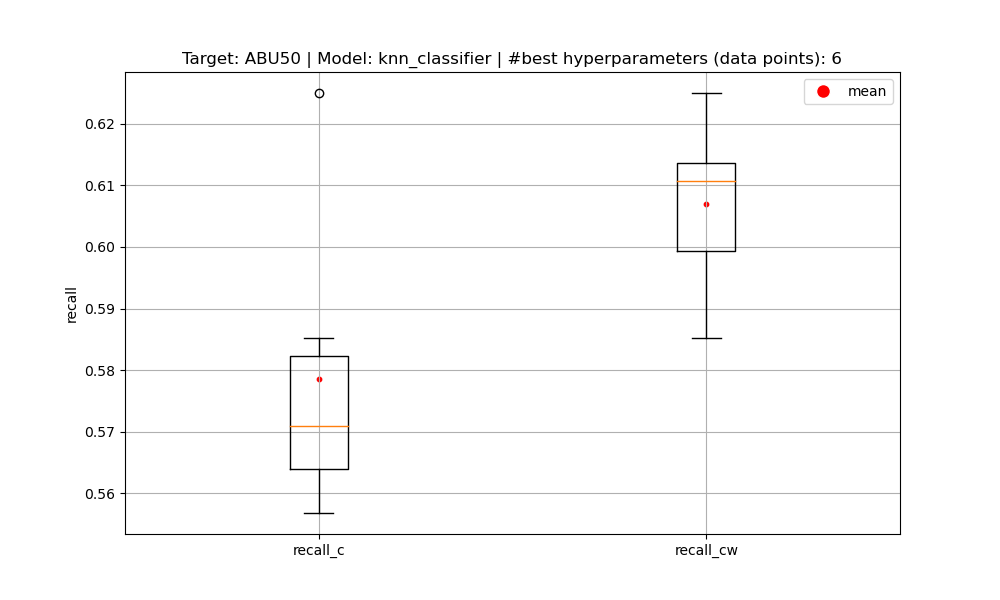 Target: ABU50 | Model: knn_classifier | #best hyperparameters (data points): 6
mean
0.62
0.61
0.60
0.59
0.58
0.57
0.56
recall
recall_c
recall_cw